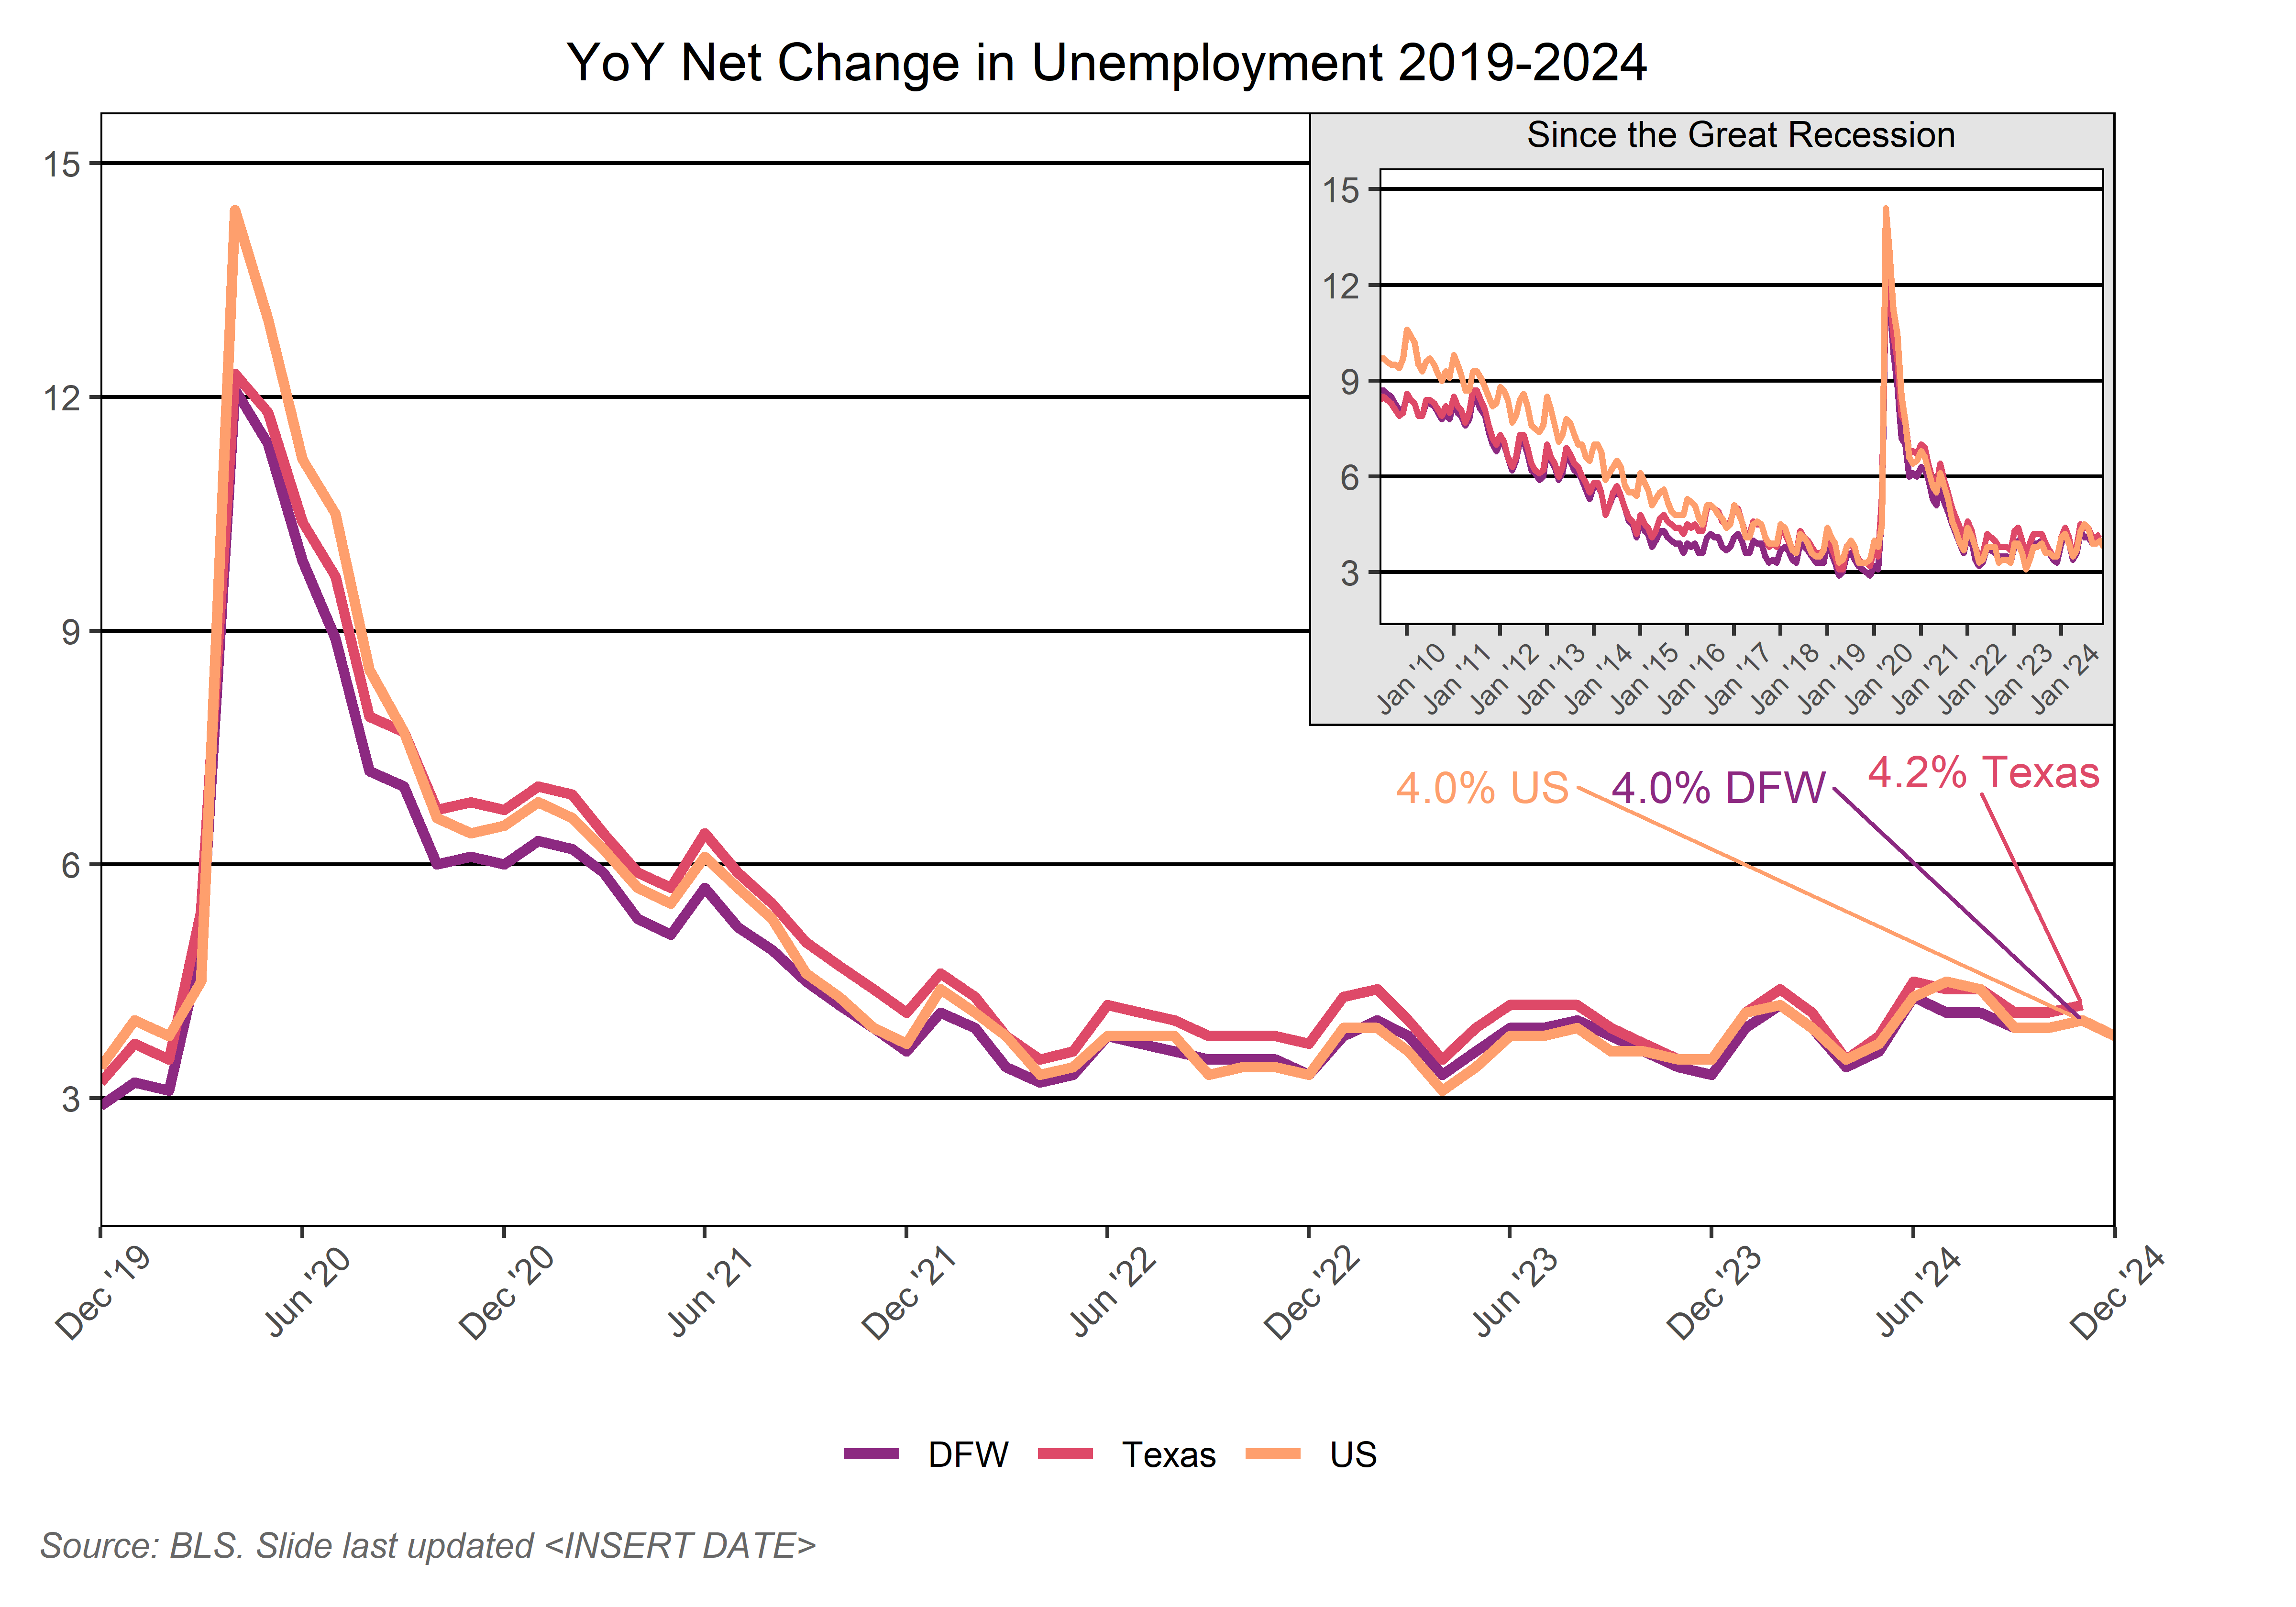 YoY Net Change in Unemployment 2019-2024
Since the Great Recession
15
12
9
6
3
Jan '10
Jan '11
Jan '12
Jan '13
Jan '14
Jan '15
Jan '16
Jan '17
Jan '18
Jan '19
Jan '20
Jan '21
Jan '22
Jan '23
Jan '24
15
12
9
6
3
4.0% US
4.0% DFW
4.2% Texas
Dec '19
Jun '20
Dec '20
Jun '21
Dec '21
Jun '22
Dec '22
Jun '23
Dec '23
Jun '24
Dec '24
DFW
Texas
US
Source: BLS. Slide last updated <INSERT DATE>